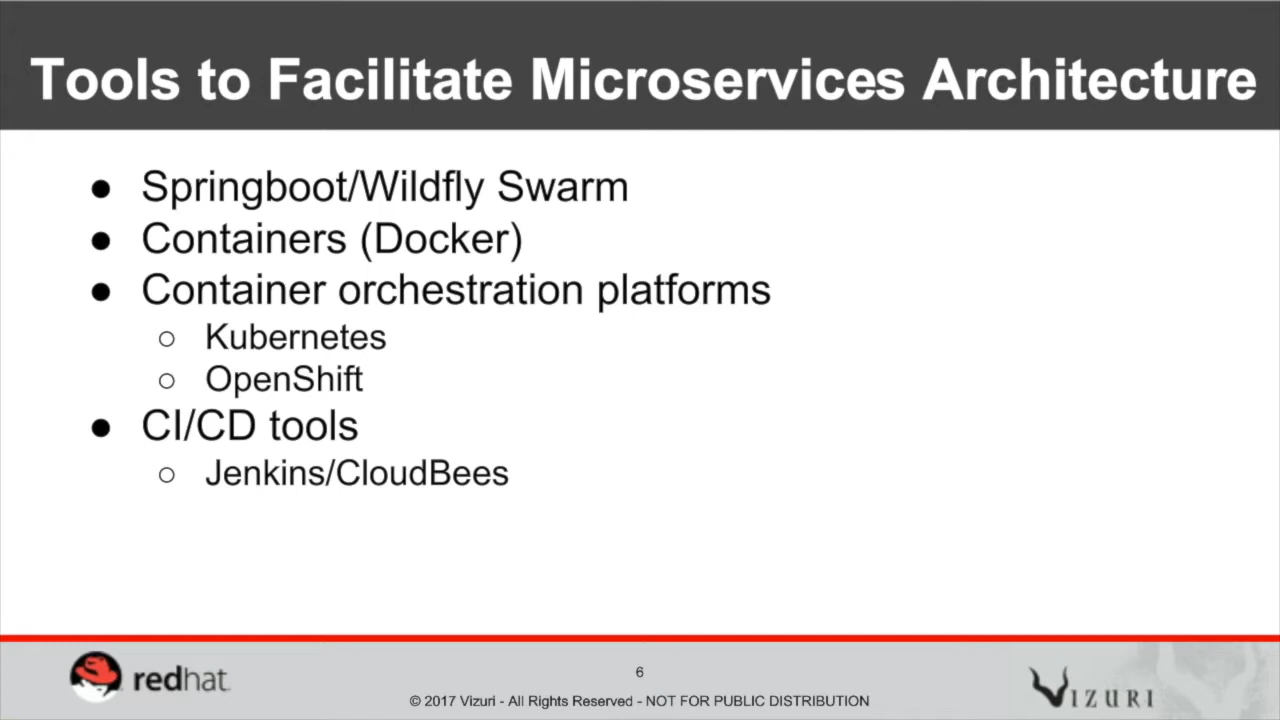 Tools to Facilitate Microservices Architecture
● Springboot/Wildfly Swarm
● Containers (Docker)
● Container orchestration platforms
○ Kubernetes
○ OpenShift
● CI/CD tools
○ Jenkins/CloudBees
redhat
6
© 2017 Vizuri - All Rights Reserved - NOT FOR PUBLIC DISTRIBUTION
VIZURI